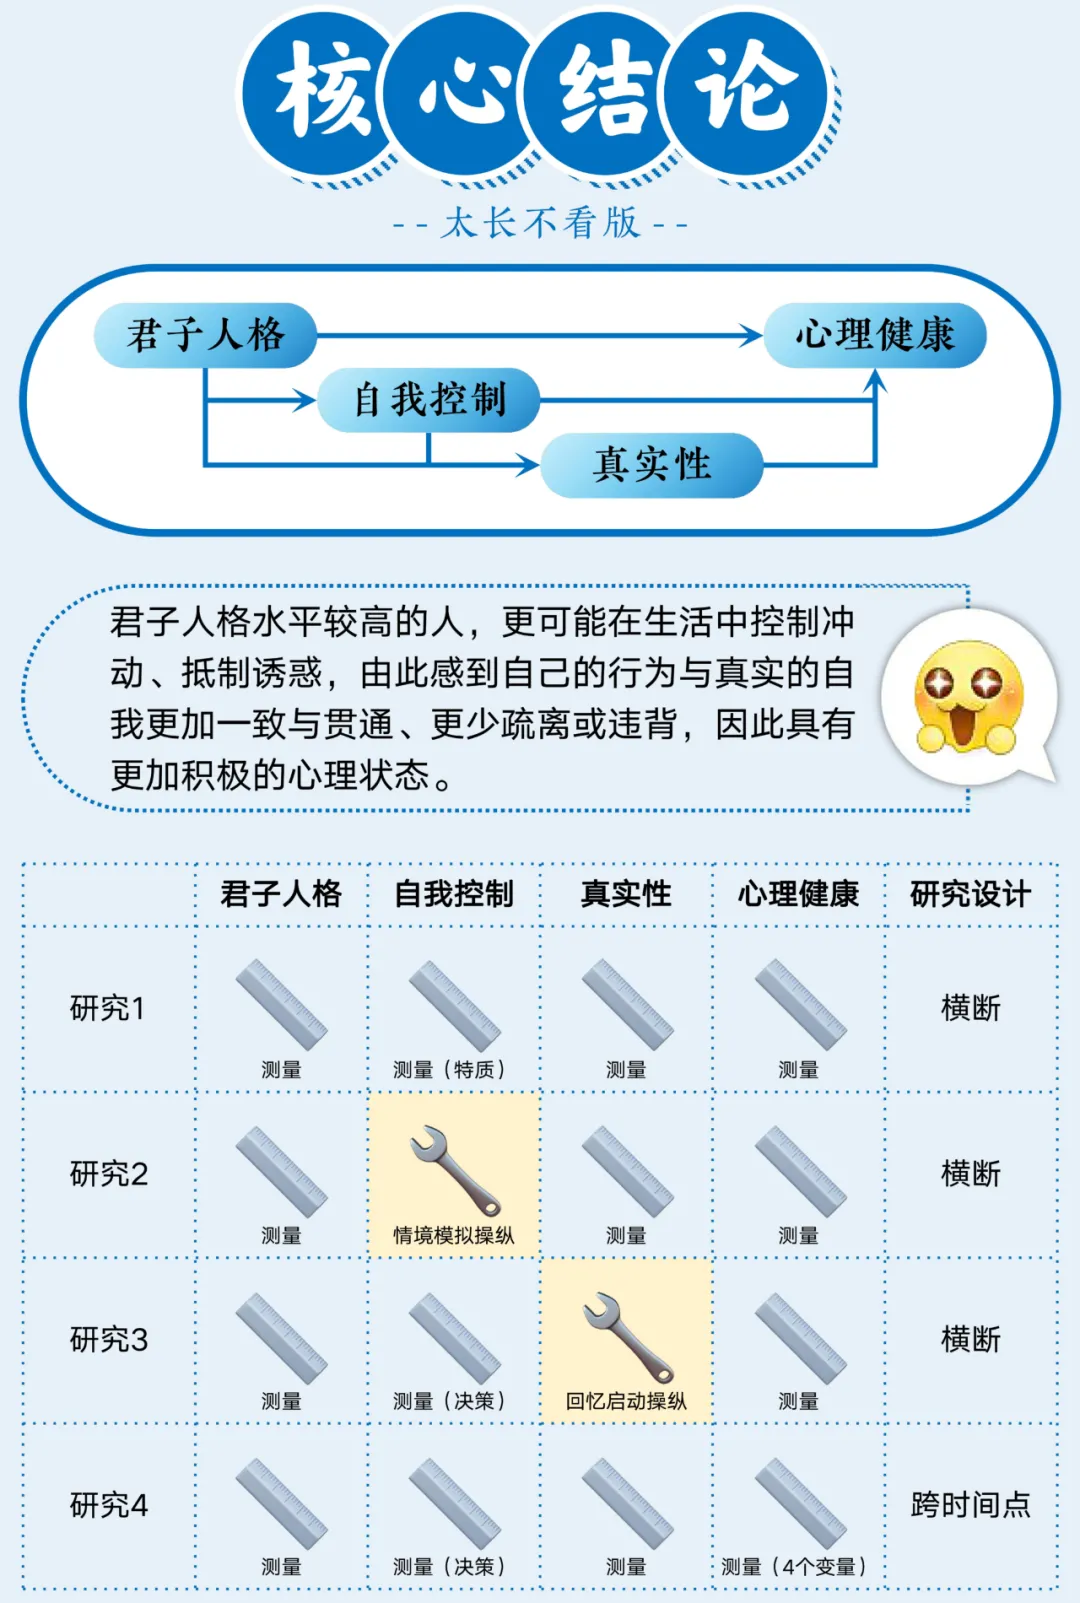 核心结论
--太长不看版--
君子人格
心理健康
自我控制
真实性
君子人格水平较高的人，更可能在生活中控制冲
动、抵制诱惑，由此感到自己的行为与真实的自
我更加一致与贯通、更少疏离或违背，因此具有
更加积极的心理状态。
君子人格 自我控制 真实性 心理健康 研究设计
研究1 横断
测量 测量（特质） 测量 测量
研究2 横断
测量 情境模拟操纵 测量 测量
研究3 横断
测量 测量（决策） 回忆启动操纵 测量
研究4 跨时间点
测量 测量（决策） 测量 测量（4个变量）